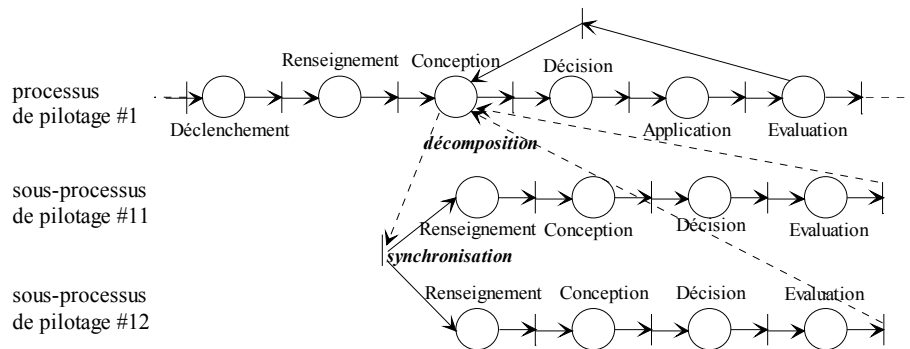 Renseignement Conception
Décision
processus
de pilotage #1
Déclenchement
Application Evaluation
décomposition
sous-processus
de pilotage #11
Renseignement
Conception
Décision
Evaluation
synchronisation
sous-processus
de pilotage #12
Renseignement Conception Décision Evaluation